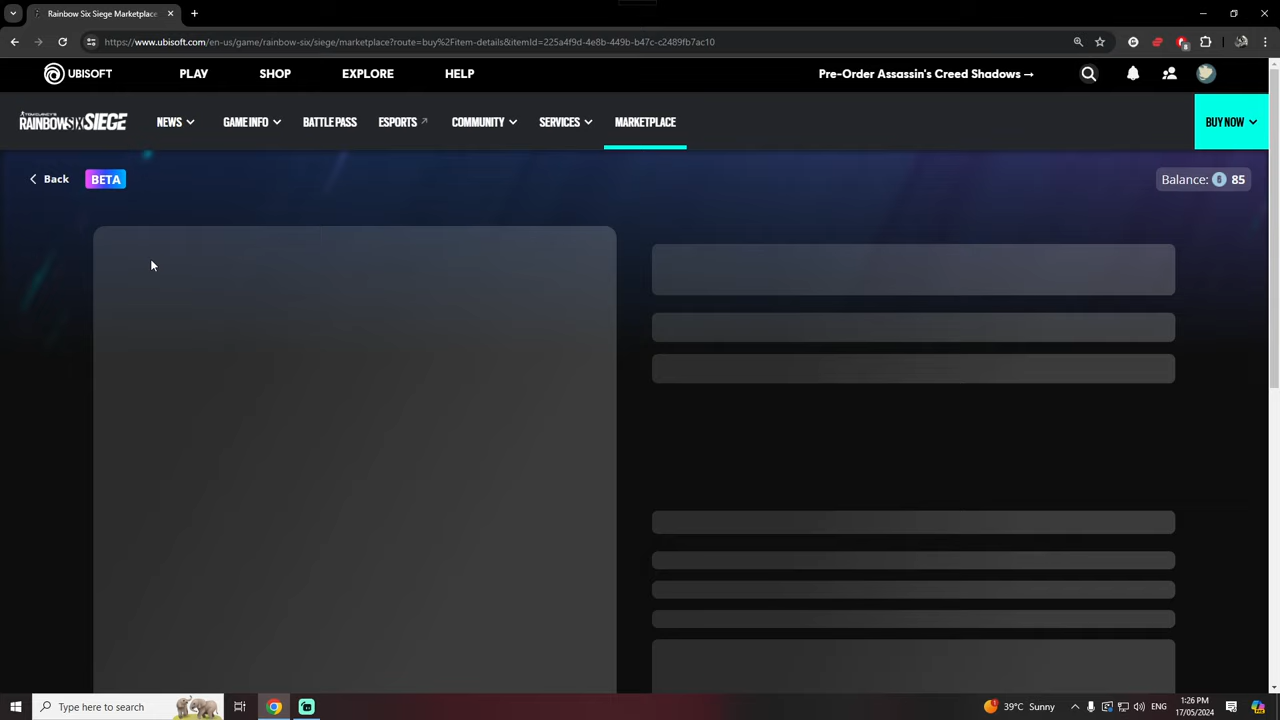 Rainbow Six Siege Marketplace
https://www.ubisoft.com/en-us/game/rainbow-six/siege/marketplace?route=buy%2Fitem-details&itemId=225a4f9d-4e8b-449b-b47c-c2489fb7ac10
UBISOFT PLAY SHOP EXPLORE HELP Pre-Order Assassin's Creed Shadows →
TOM CLANCY'S
RAINBOWSIX SIEGE NEWS GAME INFO BATTLE PASS ESPORTS COMMUNITY SERVICES MARKETPLACE BUY NOW
Back BETA Balance: 85
Type here to search 39°C Sunny ENG 1:26 PM
17/05/2024